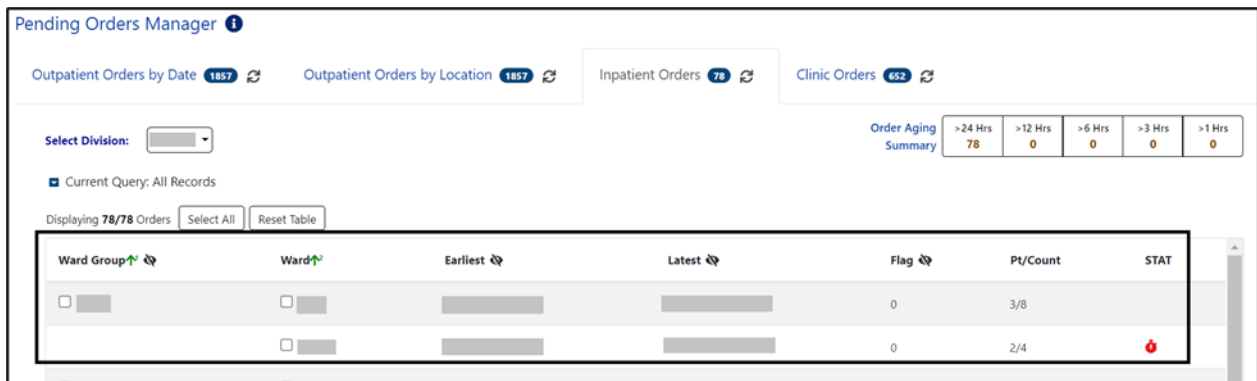 Pending Orders Manager
Outpatient Orders by Date 1857 Outpatient Orders by Location 1857 Inpatient Orders 78 Clinic Orders 652
Select Division:
Order Aging Summary >24 Hrs 78 >12 Hrs 0 >6 Hrs 0 >3 Hrs 0 >1 Hrs 0
Current Query: All Records
Displaying 78/78 Orders Select All Reset Table
Ward Group 1 Ward 2 Earliest Latest Flag Pt/Count STAT
0 3/8
0 2/4